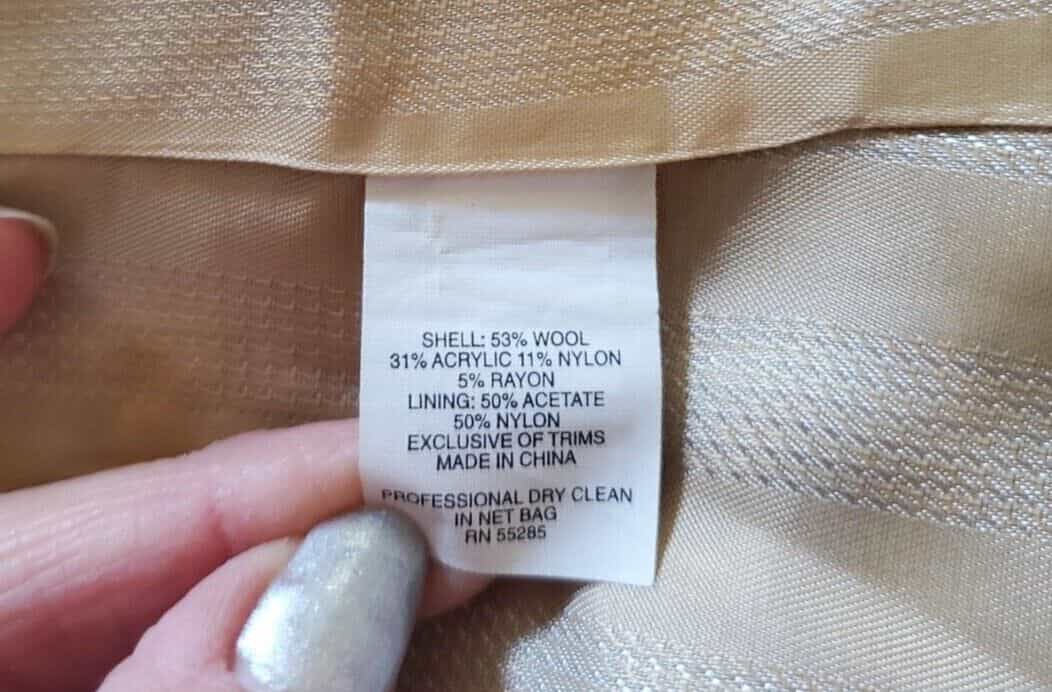 SHELL: 53% WOOL
31% ACRYLIC 11% NYLON
5% RAYON
LINING: 50% ACETATE
50% NYLON
EXCLUSIVE OF TRIMS
MADE IN CHINA
PROFESSIONAL DRY CLEAN
IN NET BAG
RN 55285